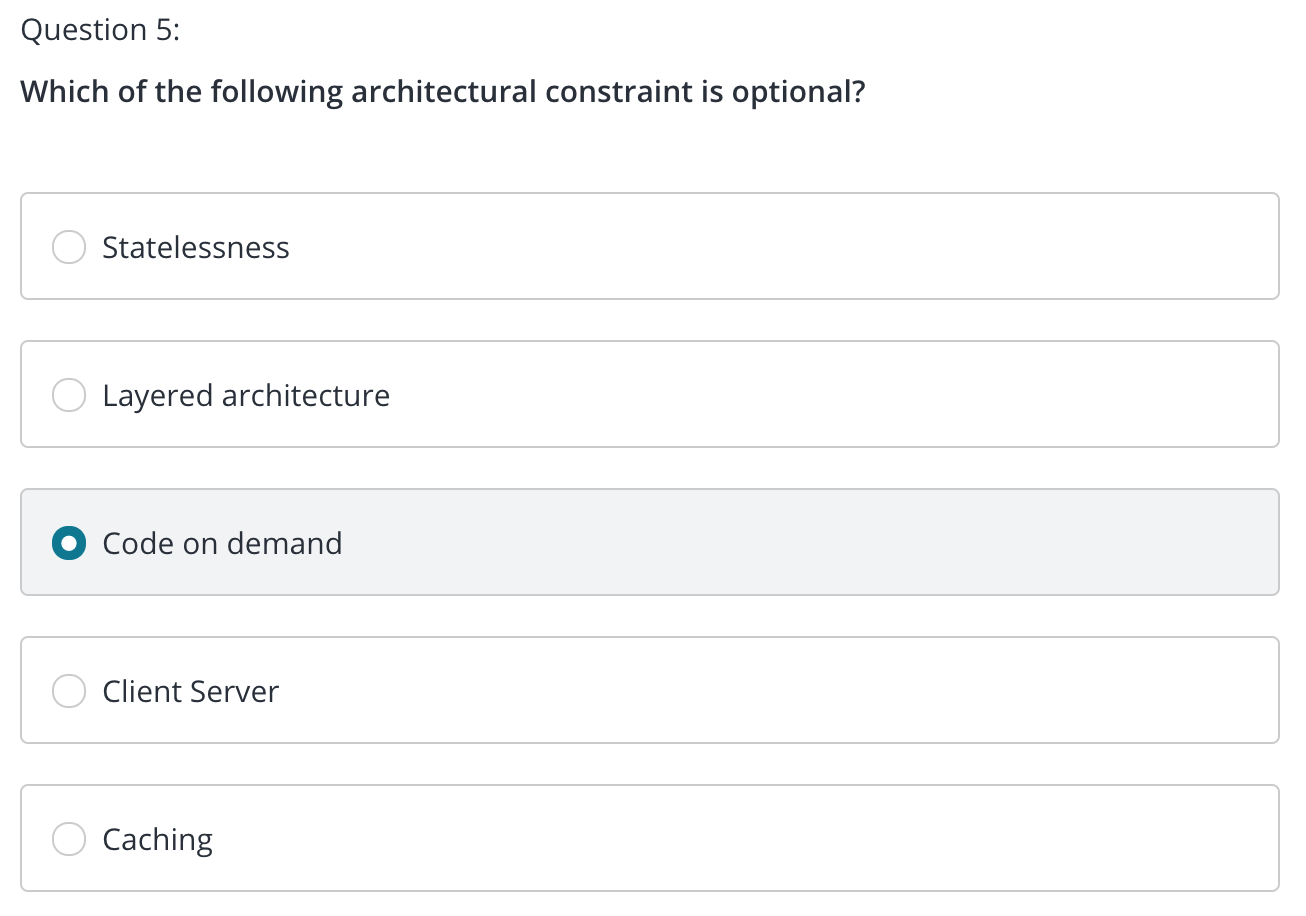 Question 5:
Which of the following architectural constraint is optional?
Statelessness
Layered architecture
Code on demand
Client Server
Caching